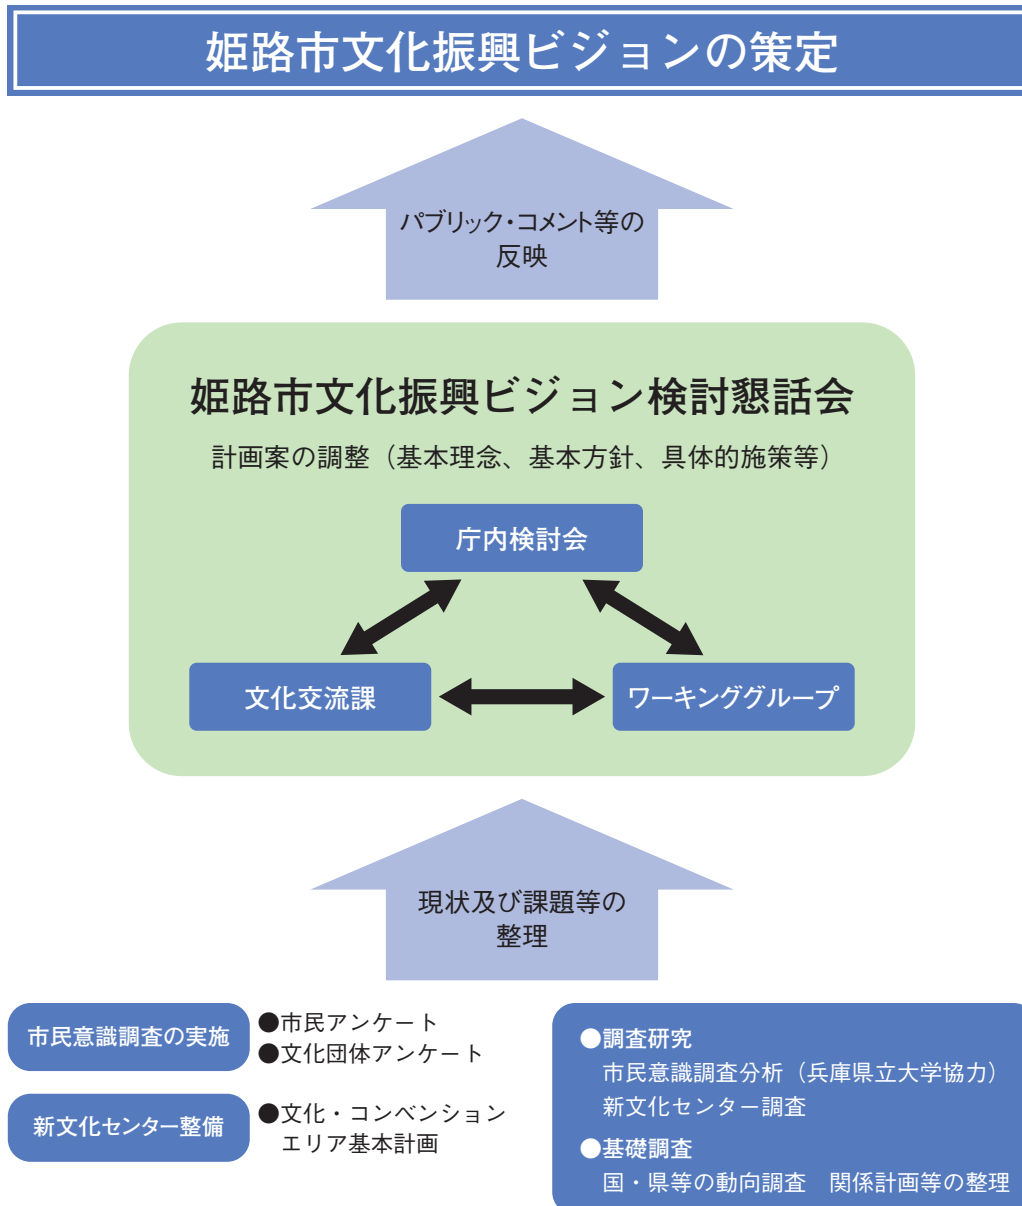 姫路市文化振興ビジョンの策定
パブリック・コメント等の
反映
姫路市文化振興ビジョン検討懇話会
計画案の調整（基本理念、基本方針、具体的施策等）
庁内検討会
文化交流課
ワーキンググループ
現状及び課題等の
整理
市民意識調査の実施
●市民アンケート
●文化団体アンケート
新文化センター整備
●文化・コンベンション
エリア基本計画
●調査研究
市民意識調査分析（兵庫県立大学協力）
新文化センター調査
●基礎調査
国・県等の動向調査　関係計画等の整理